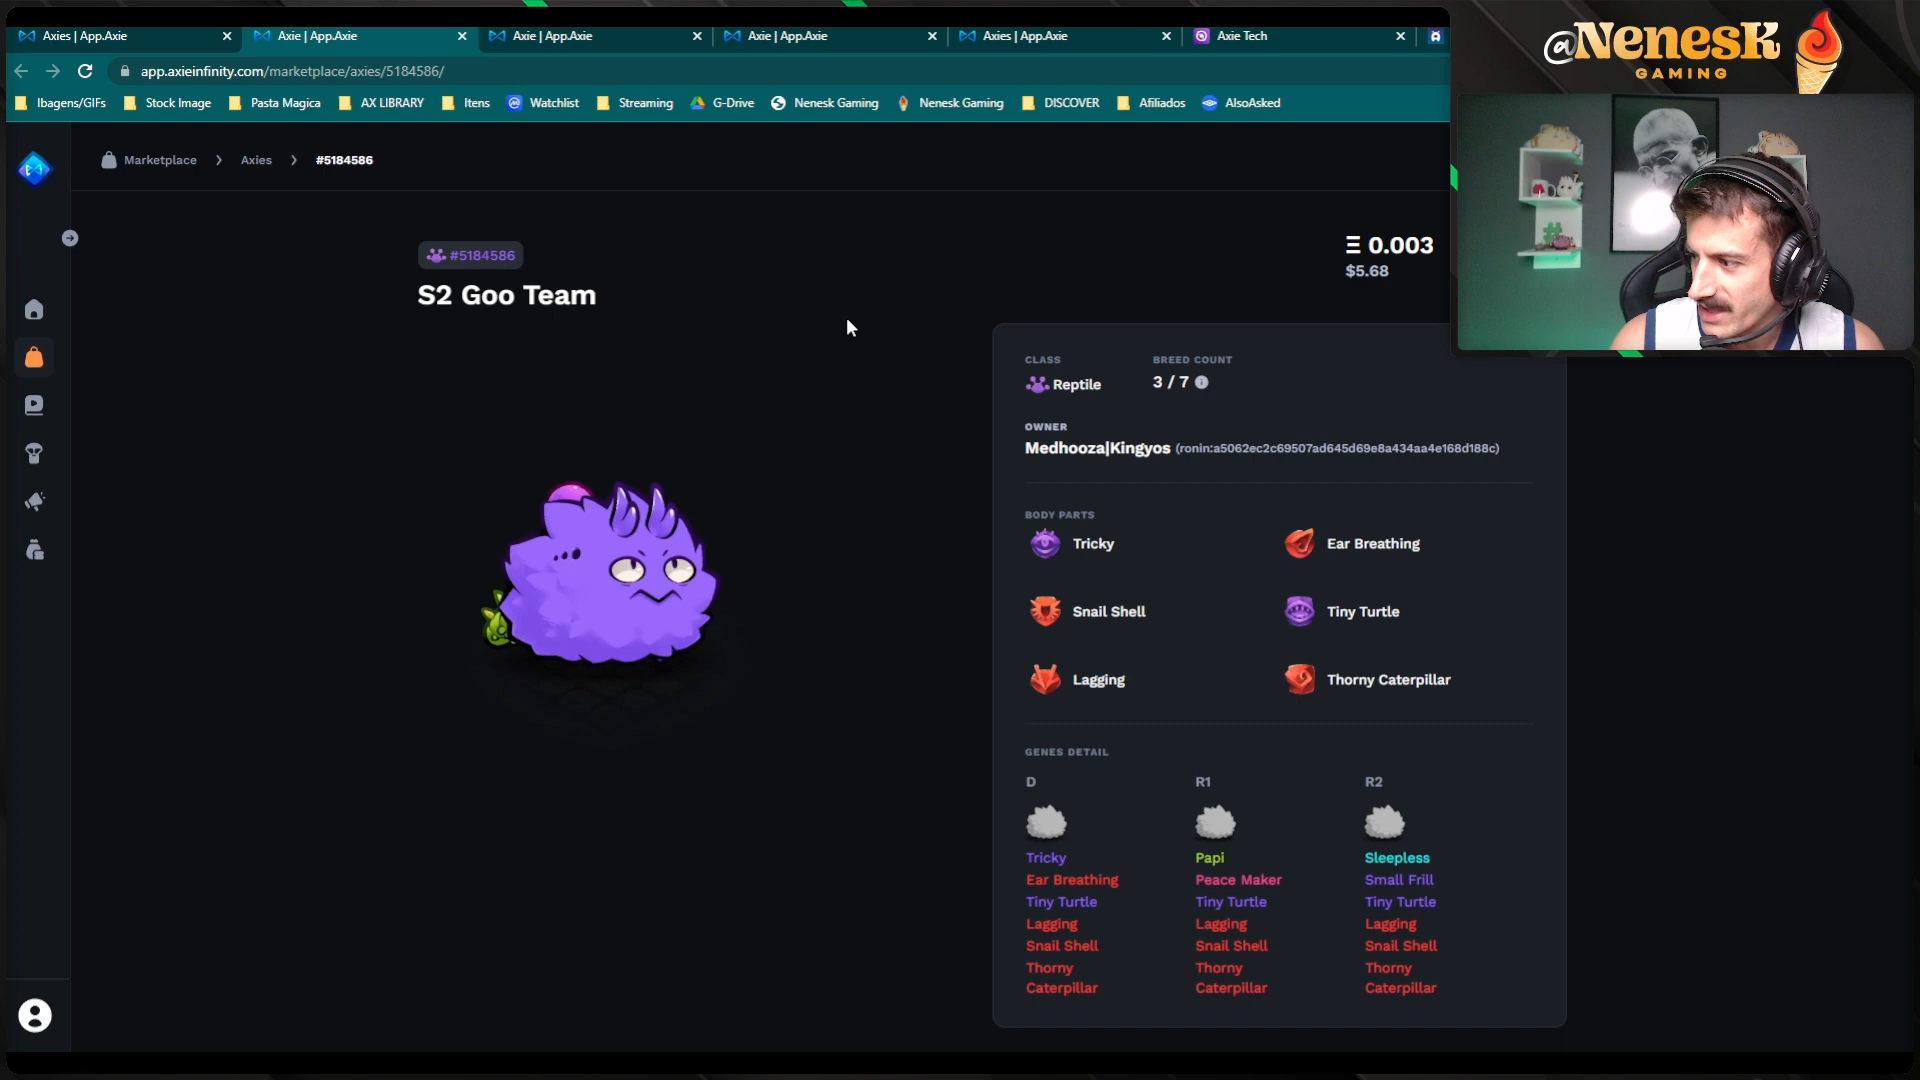 Axies | App.Axie
Axie | App.Axie
Axie | App.Axie
Axie | App.Axie
Axies | App.Axie
Axie Tech
app.axieinfinity.com/marketplace/axies/5184586/
Ibagens/GIFs
Stock Image
Pasta Magica
AX LIBRARY
Itens
Watchlist
Streaming
G-Drive
Nenesk Gaming
Nenesk Gaming
DISCOVER
Afiliados
AlsoAsked
@NenesK
GAMING
Marketplace > Axies > #5184586
#5184586
S2 Goo Team
Ξ 0.003
$5.68
CLASS
Reptile
BREED COUNT
3 / 7
OWNER
Medhooza|Kingyos (ronin:a5062ec2c69507ad645d69e8a434aa4e168d188c)
BODY PARTS
Tricky
Ear Breathing
Snail Shell
Tiny Turtle
Lagging
Thorny Caterpillar
GENES DETAIL
D
R1
R2
Tricky
Papi
Sleepless
Ear Breathing
Peace Maker
Small Frill
Tiny Turtle
Tiny Turtle
Tiny Turtle
Lagging
Lagging
Lagging
Snail Shell
Snail Shell
Snail Shell
Thorny
Caterpillar
Thorny
Caterpillar
Thorny
Caterpillar